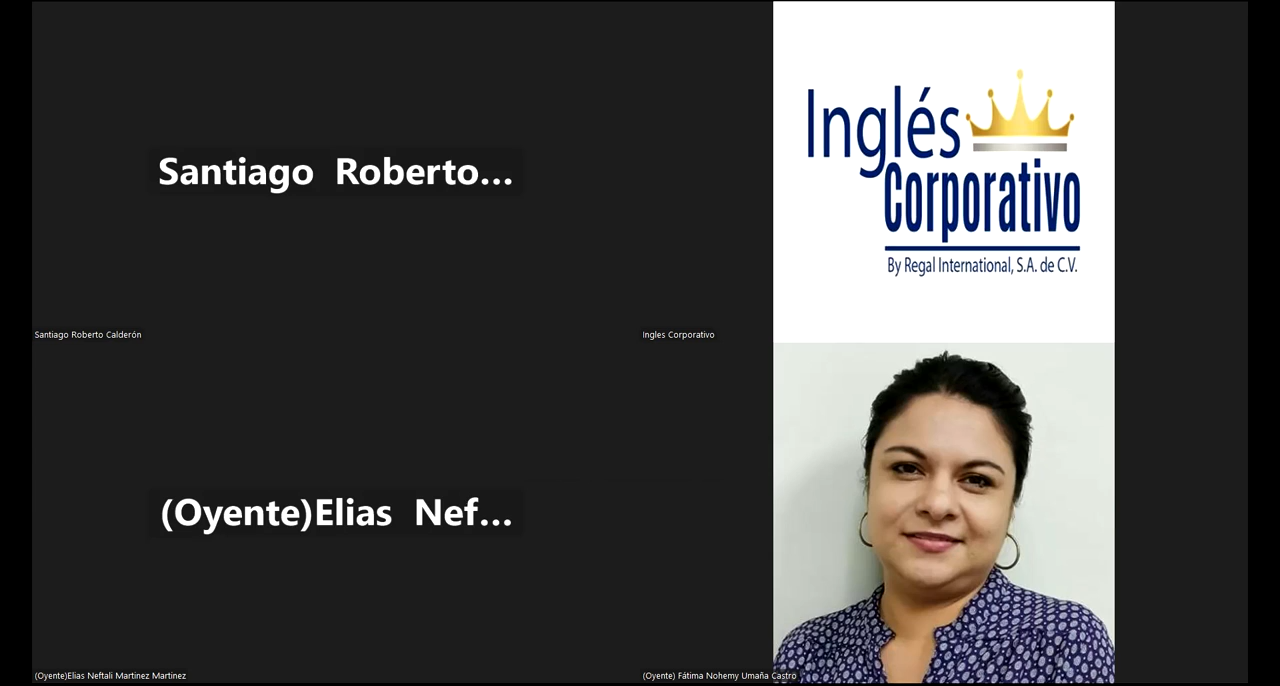 Santiago Roberto...
Santiago Roberto Calderón
Inglés
Corporativo
By Regal International, S.A. de C.V.
Ingles Corporativo
(Oyente)Elias Nef...
(Oyente)Elias Neftali Martinez Martinez
(Oyente) Fátima Nohemy Umaña Castro